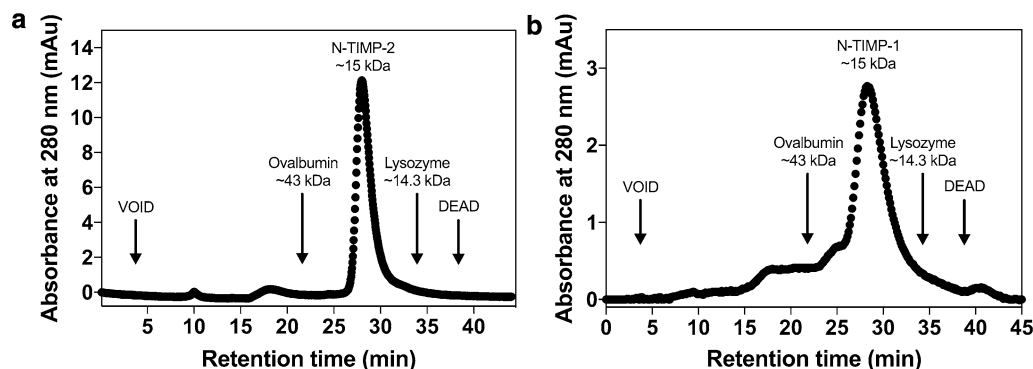 a
Absorbance at 280 nm (mAu)
14
12
10
8
6
4
2
0
N-TIMP-2
~15 kDa
Ovalbumin
~43 kDa
Lysozyme
~14.3 kDa
VOID
DEAD
5
10
15
20
25
30
35
40
Retention time (min)
b
Absorbance at 280 nm (mAu)
3
2
1
0
N-TIMP-1
~15 kDa
Ovalbumin
~43 kDa
Lysozyme
~14.3 kDa
VOID
DEAD
0
5
10
15
20
25
30
35
40
45
Retention time (min)